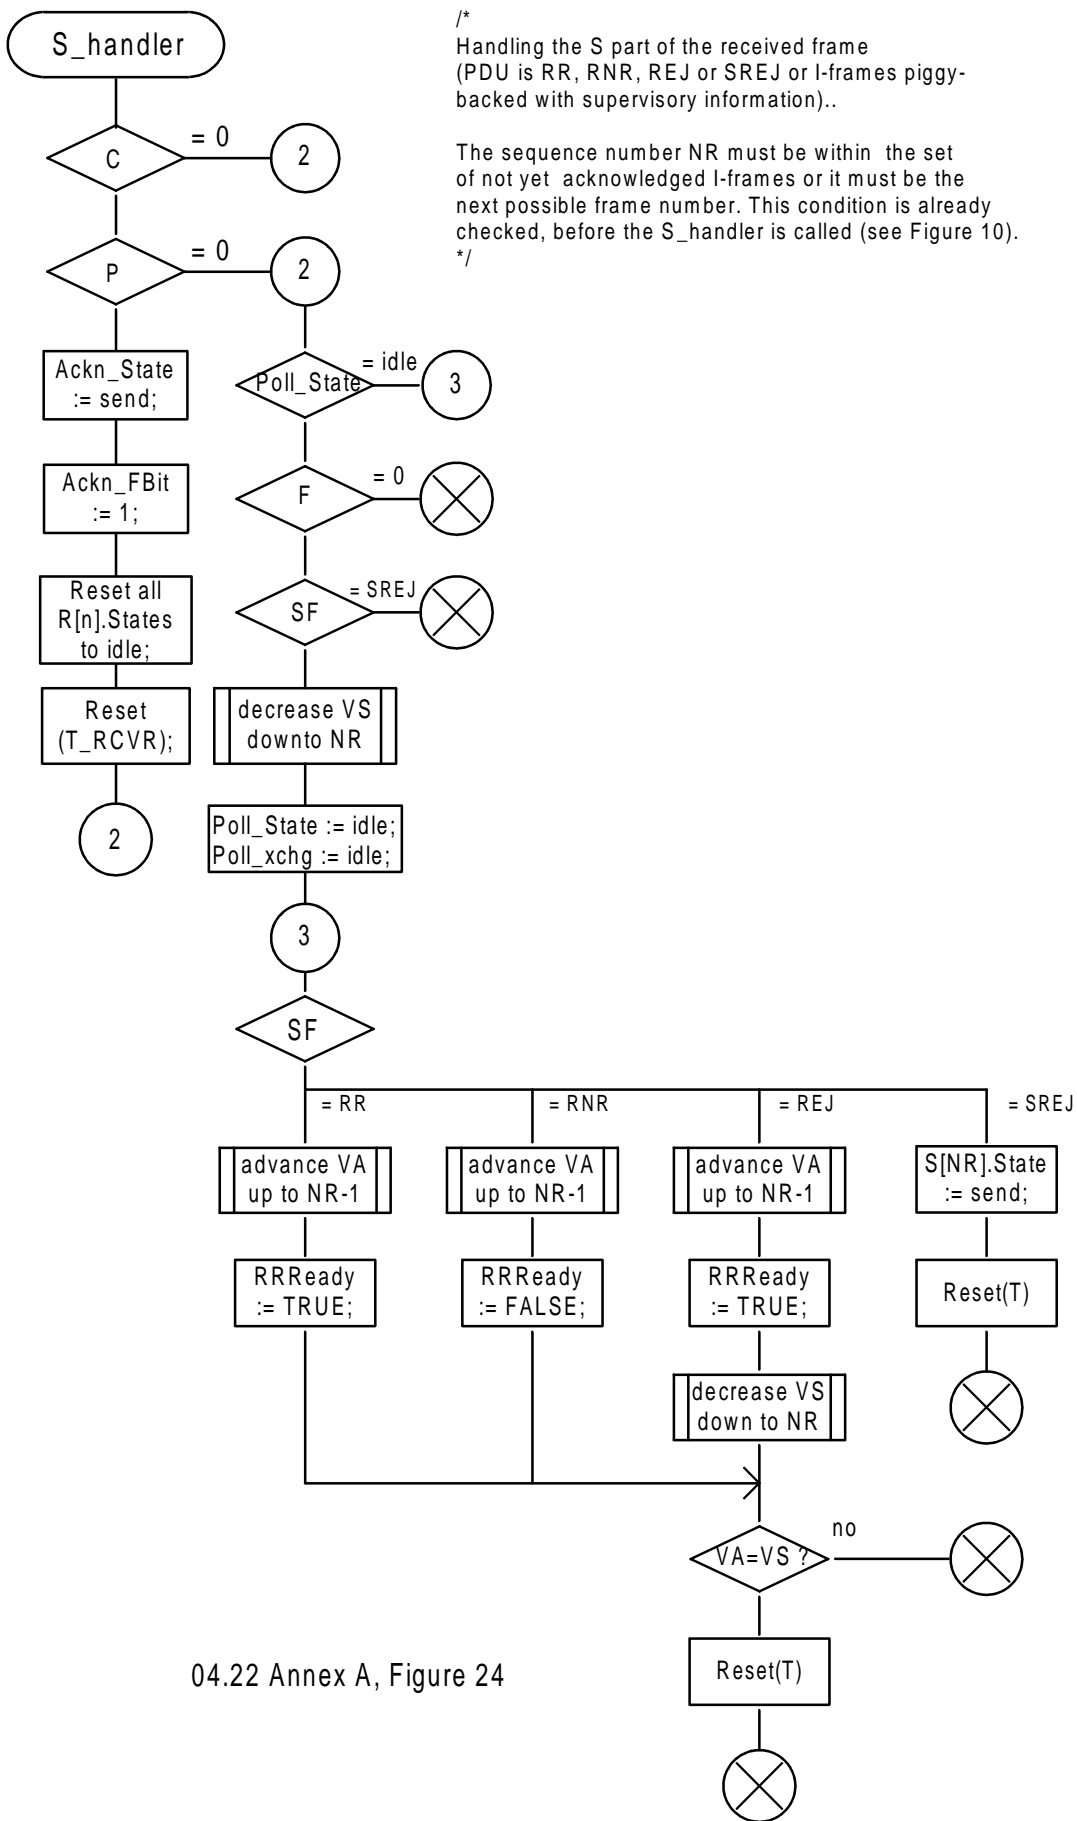 S_handler
/*
Handling the S part of the received frame
(PDU is RR, RNR, REJ or SREJ or I-frames piggy-
backed with supervisory information)..
The sequence number NR must be within the set
of not yet acknowledged I-frames or it must be the
next possible frame number. This condition is already
checked, before the S_handler is called (see Figure 10).
*/
C
= 0
2
P
= 0
2
Ackn_State
:= send;
Ackn_FBit
:= 1;
Reset all
R[n].States
to idle;
Reset
(T_RCVR);
2
Poll_State
= idle
3
F
= 0
SF
= SREJ
decrease VS
downto NR
Poll_State := idle;
Poll_xchg := idle;
3
SF
= RR
= RNR
= REJ
= SREJ
advance VA
up to NR-1
RRReady
:= TRUE;
advance VA
up to NR-1
RRReady
:= FALSE;
advance VA
up to NR-1
RRReady
:= TRUE;
decrease VS
down to NR
S[NR].State
:= send;
Reset(T)
VA=VS ?
no
Reset(T)
04.22 Annex A, Figure 24